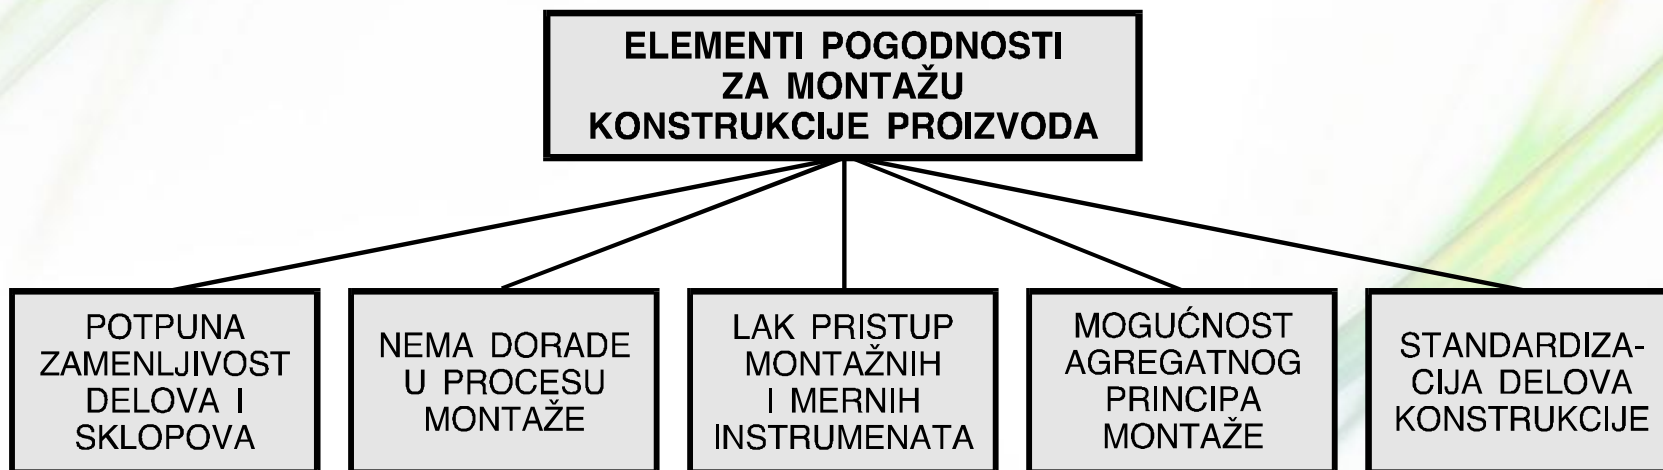 ELEMENTI POGODNOSTI
ZA MONTAŽU
KONSTRUKCIJE PROIZVODA
POTPUNA
ZAMENLJIVOST
DELOVA I
SKLOPOVA
NEMA DORADE
U PROCESU
MONTAŽE
LAK PRISTUP
MONTAŽNIH
I MERNIH
INSTRUMENATA
MOGUĆNOST
AGREGATNOG
PRINCIPA
MONTAŽE
STANDARDIZA-
CIJA DELOVA
KONSTRUKCIJE